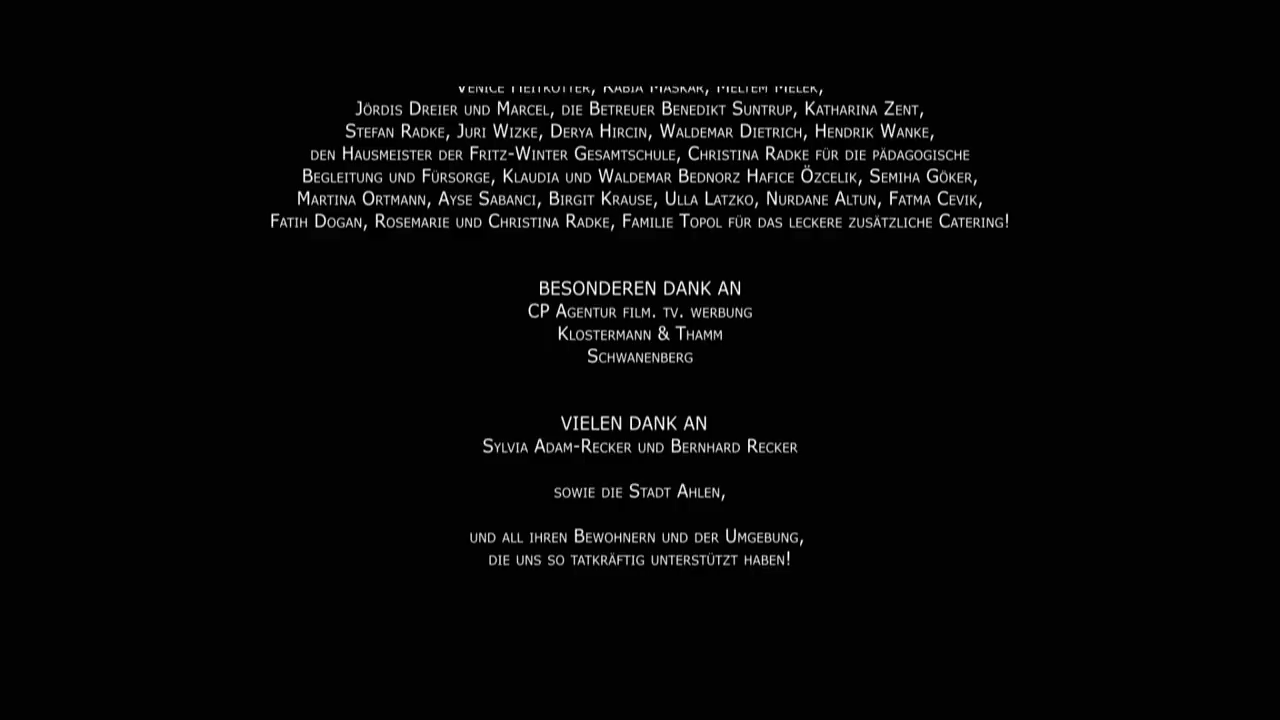 Jördis Dreier und Marcel, die Betreuer Benedikt Suntrup, Katharina Zent,
Stefan Radke, Juri Wizke, Derya Hircin, Waldemar Dietrich, Hendrik Wanke,
den Hausmeister der Fritz-Winter Gesamtschule, Christina Radke für die pädagogische
Begleitung und Fürsorge, Klaudia und Waldemar Bednorz Hafice Özcelik, Semiha Göker,
Martina Ortmann, Ayse Sabanci, Birgit Krause, Ulla Latzko, Nurdane Altun, Fatma Cevik,
Fatih Dogan, Rosemarie und Christina Radke, Familie Topol für das leckere zusätzliche Catering!
BESONDEREN DANK AN
CP Agentur film. tv. werbung
Klostermann & Thamm
Schwanenberg
VIELEN DANK AN
Sylvia Adam-Recker und Bernhard Recker
sowie die Stadt Ahlen,
und all ihren Bewohnern und der Umgebung,
die uns so tatkräftig unterstützt haben!